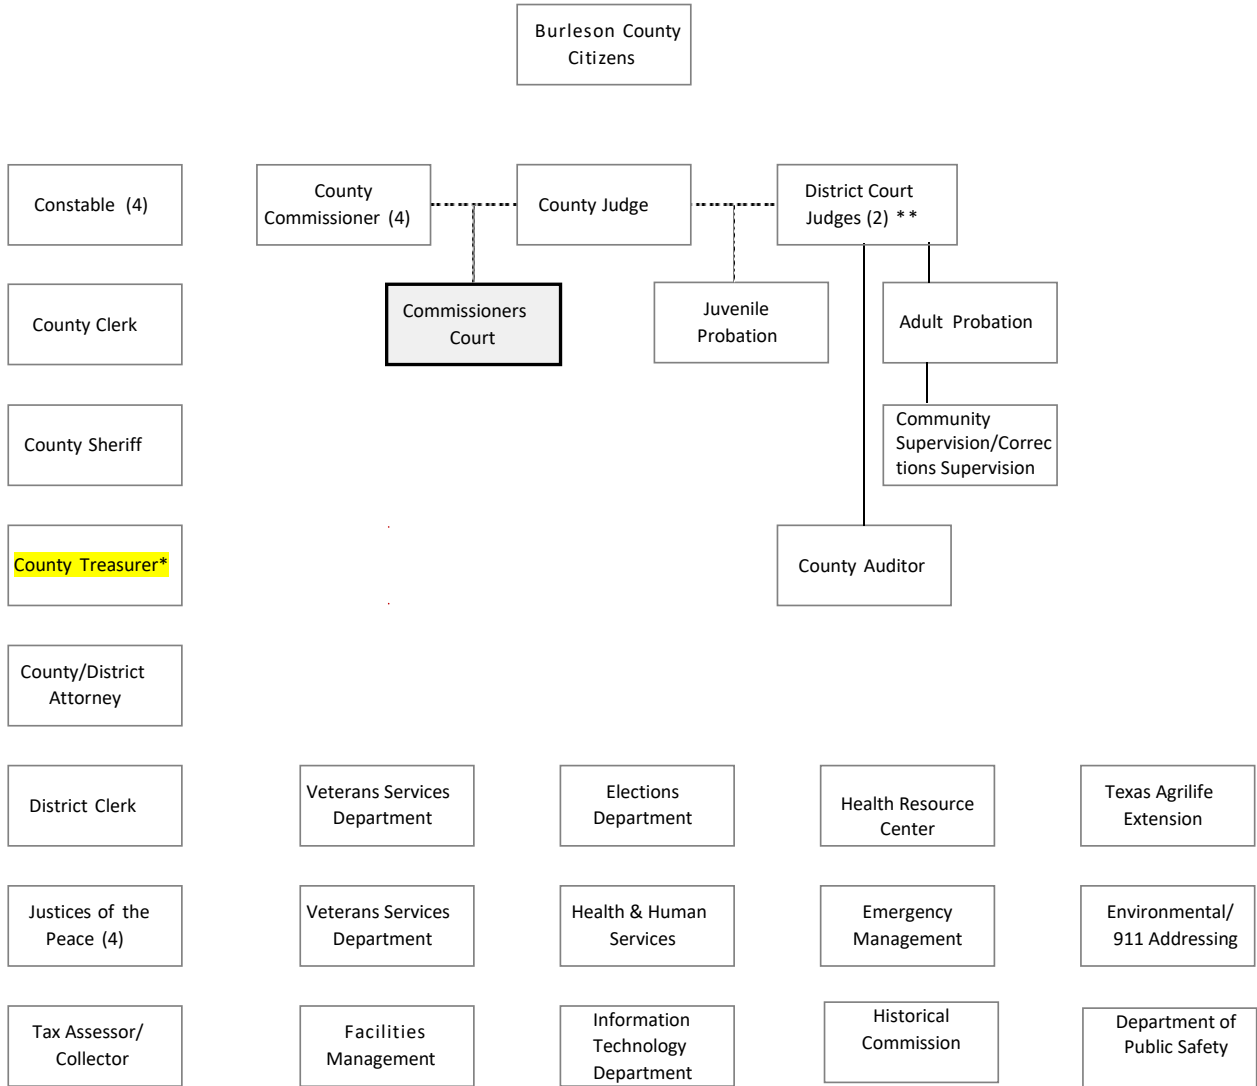 Burleson County
Citizens
Constable (4)
County
Commissioner (4)
County Judge
District Court
Judges (2) **
County Clerk
Commissioners
Court
Juvenile
Probation
Adult Probation
County Sheriff
Community
Supervision/Correc
tions Supervision
County Treasurer*
County Auditor
County/District
Attorney
District Clerk
Veterans Services
Department
Elections
Department
Health Resource
Center
Texas Agrilife
Extension
Justices of the
Peace (4)
Veterans Services
Department
Health & Human
Services
Emergency
Management
Environmental/
911 Addressing
Tax Assessor/
Collector
Facilities
Management
Information
Technology
Department
Historical
Commission
Department of
Public Safety